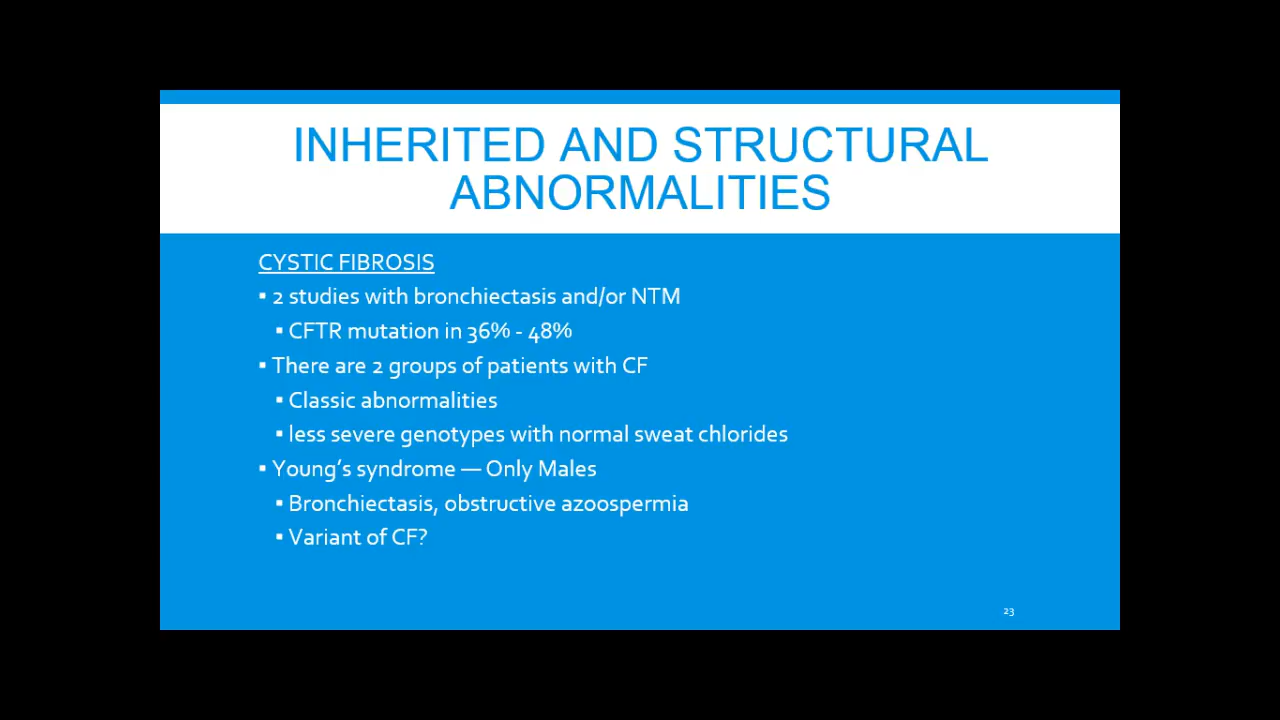 INHERITED AND STRUCTURAL
ABNORMALITIES
CYSTIC FIBROSIS
▪ 2 studies with bronchiectasis and/or NTM
▪ CFTR mutation in 36% - 48%
▪ There are 2 groups of patients with CF
▪ Classic abnormalities
▪ less severe genotypes with normal sweat chlorides
▪ Young's syndrome — Only Males
▪ Bronchiectasis, obstructive azoospermia
▪ Variant of CF?
23